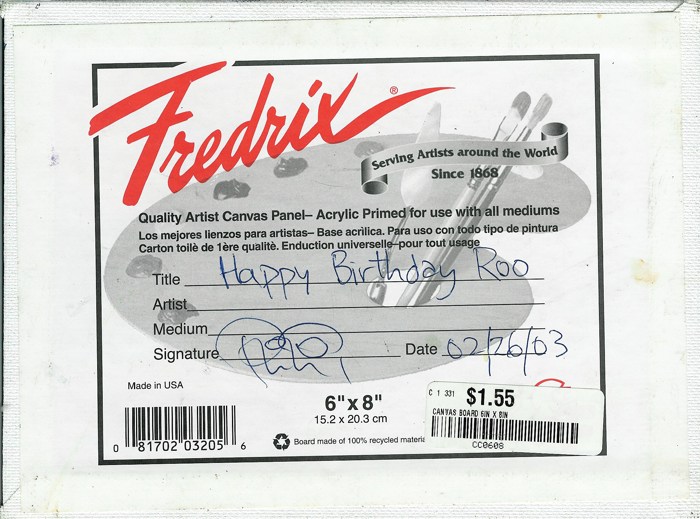 Fredrix ®
Serving Artists around the World
Since 1868
Quality Artist Canvas Panel– Acrylic Primed for use with all mediums
Los mejores lienzos para artistas– Base acrilica. Para uso con todo tipo de pintura
Carton toilè de 1ère qualitè. Enduction universelle–pour tout usage
Title Happy Birthday Roo
Artist
Medium
Signature
Date 02/26/03
Made in USA
6" x 8"
15.2 x 20.3 cm
0 81702 03205 6
Board made of 100% recycled
C 1 331 $1.55
CANVAS BOARD 6IN X 8IN
CC0608